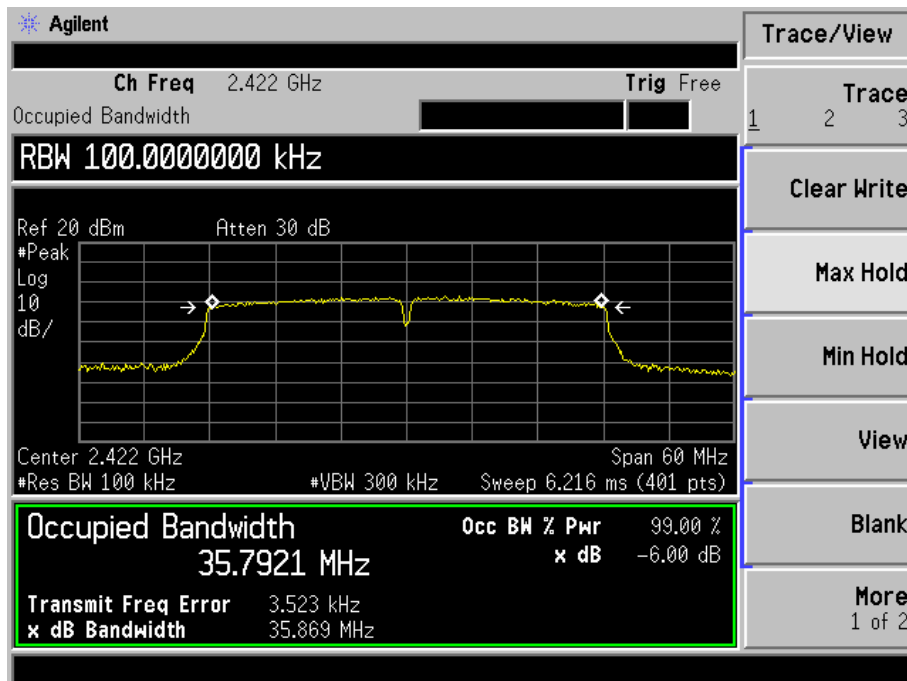 Agilent
Trace/View
Ch Freq 2.422 GHz Trig Free
Occupied Bandwidth
Trace
1 2 3
RBW 100.0000000 kHz
Clear Write
Ref 20 dBm Atten 30 dB
#Peak
Log
10
dB/
Max Hold
Min Hold
View
Center 2.422 GHz Span 60 MHz
#Res BW 100 kHz #VBW 300 kHz Sweep 6.216 ms (401 pts)
Occupied Bandwidth
35.7921 MHz
Occ BW % Pwr 99.00 %
x dB -6.00 dB
Blank
Transmit Freq Error 3.523 kHz
x dB Bandwidth 35.869 MHz
More
1 of 2